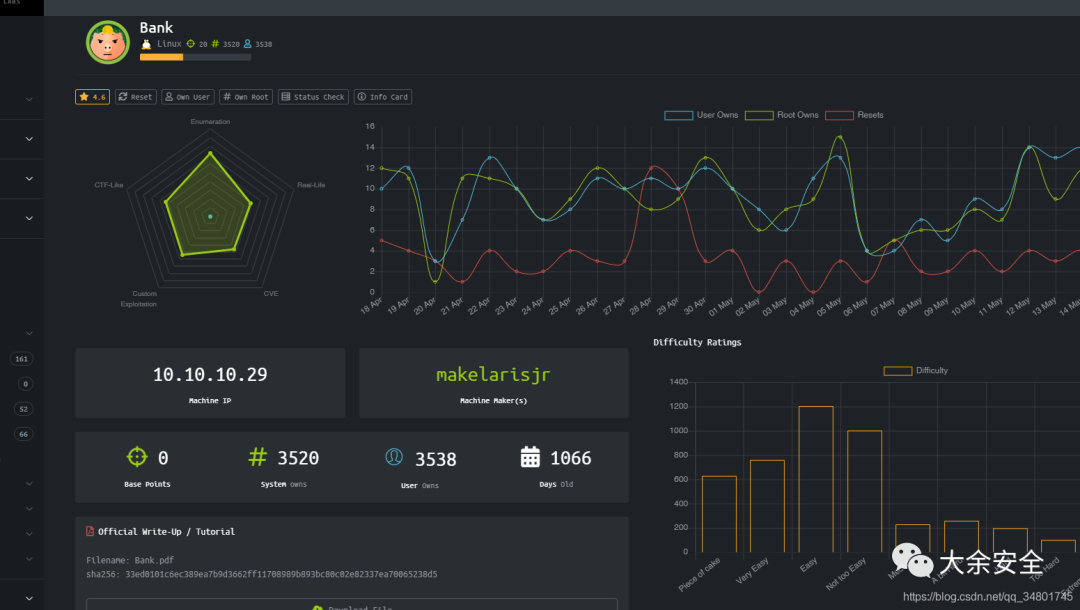 LABS
Bank
Linux 20 # 3520 3538
4.6 Reset Own User # Own Root Status Check Info Card
Enumeration
CTF-Like
Real-Life
Custom Exploitation
CVE
User Owns Root Owns Resets
16
14
12
10
8
6
4
2
0
18 Apr 19 Apr 20 Apr 21 Apr 22 Apr 23 Apr 24 Apr 25 Apr 26 Apr 27 Apr 28 Apr 29 Apr 30 Apr 01 May 02 May 03 May 04 May 05 May 06 May 07 May 08 May 09 May 10 May 11 May 12 May 13 May
161
0
52
66
10.10.10.29
Machine IP
makelarisjr
Machine Maker(s)
0
Base Points
# 3520
System Owns
3538
User Owns
1066
Days Old
Official Write-Up / Tutorial
Filename: Bank.pdf
Download File
Difficulty Ratings
Difficulty
1400
1200
1000
800
600
400
200
0
Piece of cake Very Easy Easy Not too Easy Too Hard
大余安全
https://blog.csdn.net/qq_34801745